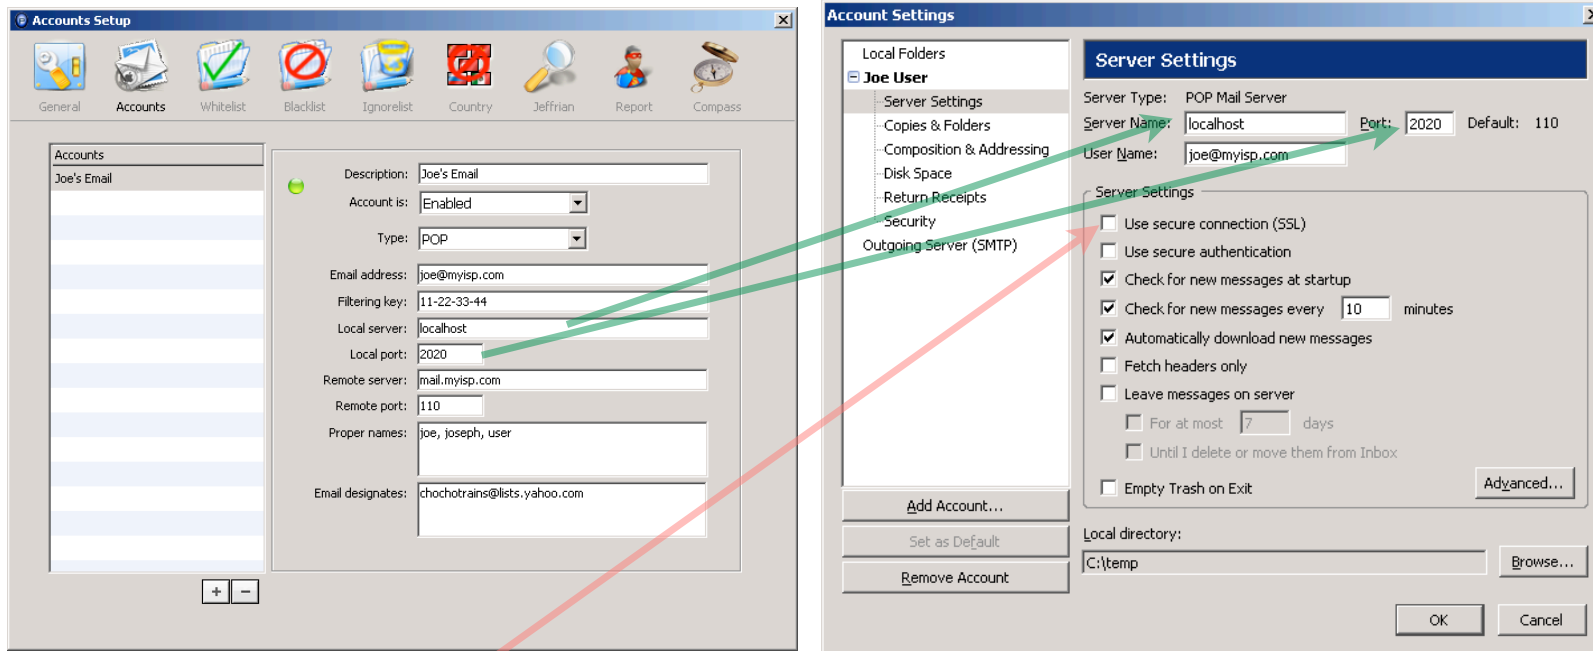 Accounts Setup
General Accounts Whitelist Blacklist Ignorelist Country Jeffrian Report Compass
Accounts
Joe's Email
Description: Joe's Email
Account is: Enabled
Type: POP
Email address: joe@myisp.com
Filtering key: 11-22-33-44
Local server: localhost
Local port: 2020
Remote server: mail.myisp.com
Remote port: 110
Proper names: joe, joseph, user
Email designates: chochotrains@lists.yahoo.com
+ −
Account Settings
Local Folders
Joe User
Server Settings
Copies & Folders
Composition & Addressing
Disk Space
Return Receipts
Security
Outgoing Server (SMTP)
Add Account...
Set as Default
Remove Account
Server Settings
Server Type: POP Mail Server
Server Name: localhost Port: 2020 Default: 110
User Name: joe@myisp.com
Server Settings
Use secure connection (SSL)
Use secure authentication
Check for new messages at startup
Check for new messages every 10 minutes
Automatically download new messages
Fetch headers only
Leave messages on server
For at most 7 days
Until I delete or move them from Inbox
Empty Trash on Exit
Advanced...
Local directory:
C:\temp
Browse...
OK Cancel